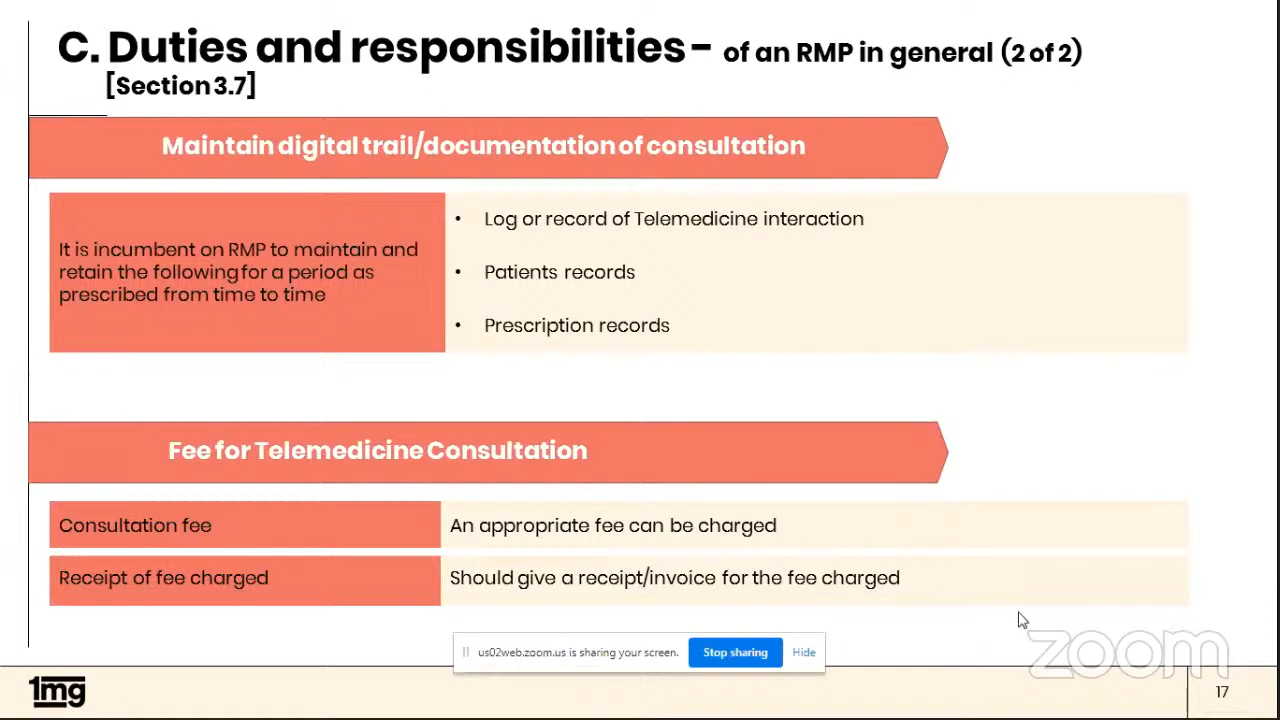 C. Duties and responsibilities - of an RMP in general (2 of 2)
[Section 3.7]
Maintain digital trail/documentation of consultation
It is incumbent on RMP to maintain and
retain the following for a period as
prescribed from time to time
• Log or record of Telemedicine interaction
• Patients records
• Prescription records
Fee for Telemedicine Consultation
Consultation fee
An appropriate fee can be charged
Receipt of fee charged
Should give a receipt/invoice for the fee charged
us02web.zoom.us is sharing your screen.
Stop sharing
Hide
zoom
1mg
17